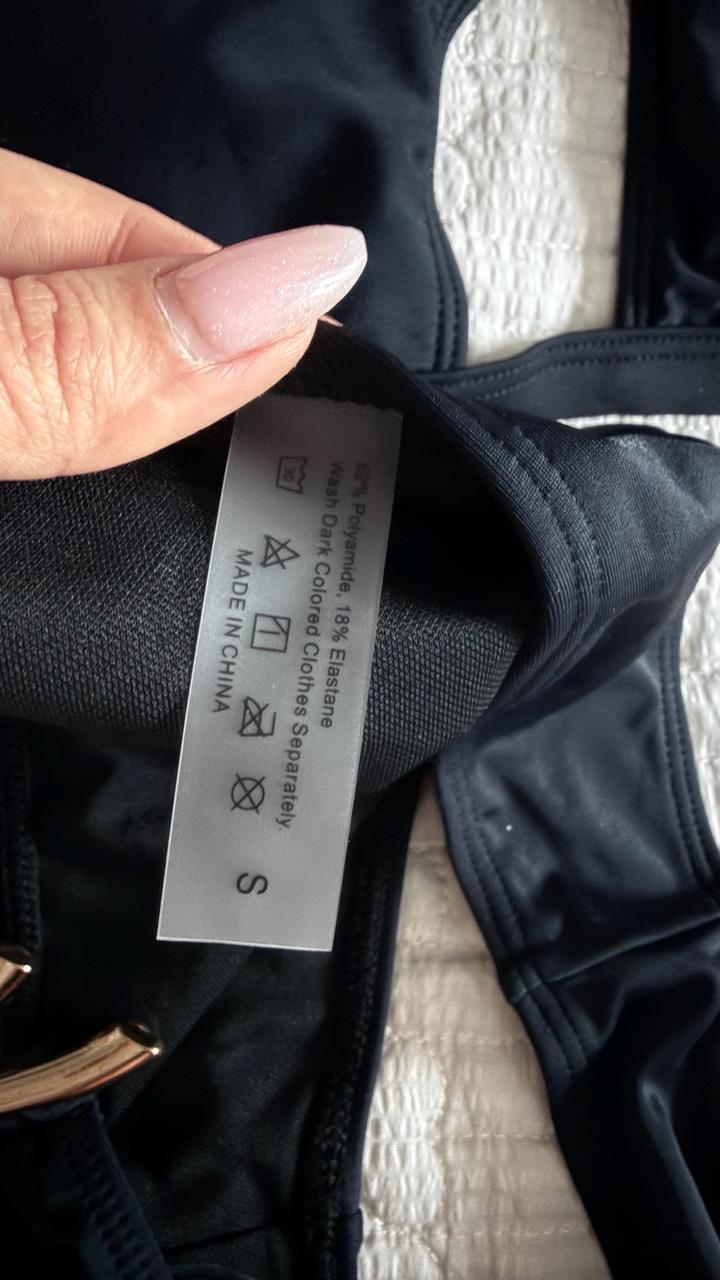 82% Polyamide, 18% Elastane
Wash Dark Colored Clothes Separately.
30
MADE IN CHINA
S